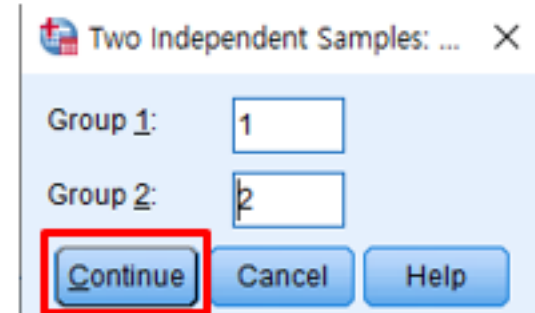 Two Independent Samples: ...
Group 1:
1
Group 2:
2
Continue Cancel Help